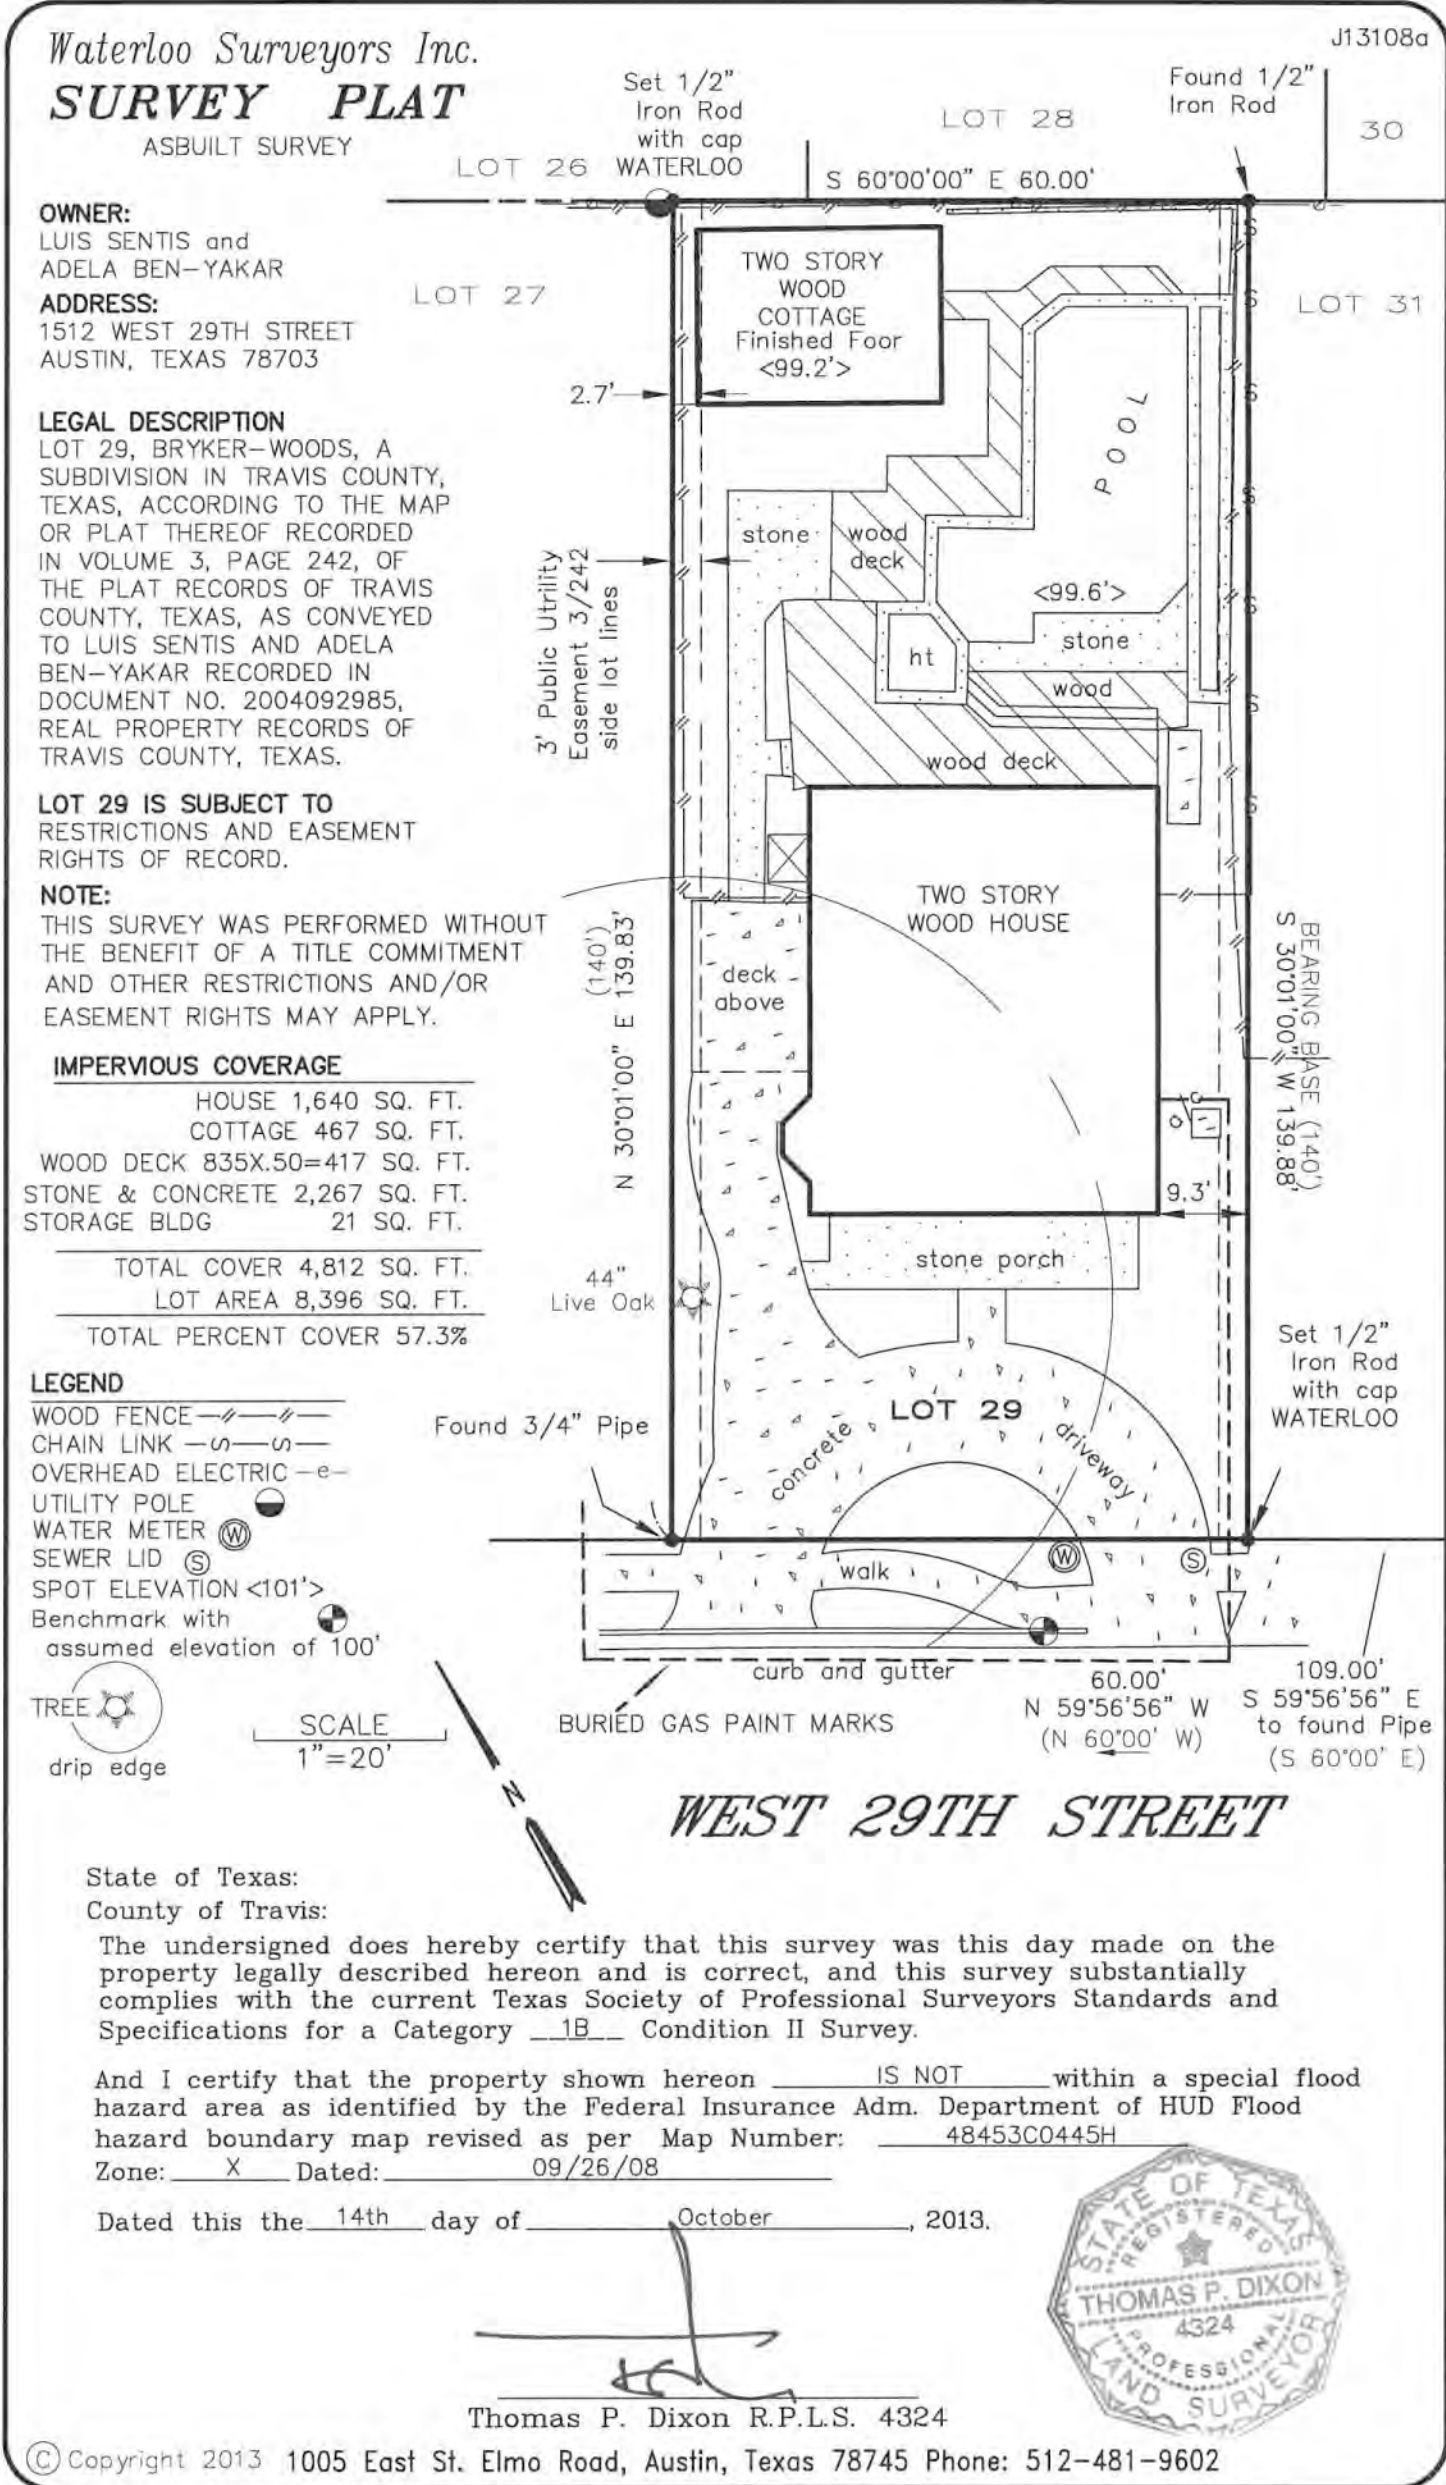 J13108a
Waterloo Surveyors Inc.
SURVEY PLAT
ASBUILT SURVEY
OWNER:
LUIS SENTIS and
ADELA BEN-YAKAR
ADDRESS:
1512 WEST 29TH STREET
AUSTIN, TEXAS 78703
LEGAL DESCRIPTION
LOT 29, BRYKER-WOODS, A
SUBDIVISION IN TRAVIS COUNTY,
TEXAS, ACCORDING TO THE MAP
OR PLAT THEREOF RECORDED
IN VOLUME 3, PAGE 242, OF
THE PLAT RECORDS OF TRAVIS
COUNTY, TEXAS, AS CONVEYED
TO LUIS SENTIS AND ADELA
BEN-YAKAR RECORDED IN
DOCUMENT NO. 2004092985,
REAL PROPERTY RECORDS OF
TRAVIS COUNTY, TEXAS.
LOT 29 IS SUBJECT TO
RESTRICTIONS AND EASEMENT
RIGHTS OF RECORD.
NOTE:
THIS SURVEY WAS PERFORMED WITHOUT
THE BENEFIT OF A TITLE COMMITMENT
AND OTHER RESTRICTIONS AND/OR
EASEMENT RIGHTS MAY APPLY.
IMPERVIOUS COVERAGE
HOUSE 1,640 SQ. FT.
COTTAGE 467 SQ. FT.
WOOD DECK 835X.50=417 SQ. FT.
STONE & CONCRETE 2,267 SQ. FT.
STORAGE BLDG 21 SQ. FT.
TOTAL COVER 4,812 SQ. FT.
LOT AREA 8,396 SQ. FT.
TOTAL PERCENT COVER 57.3%
LEGEND
WOOD FENCE
CHAIN LINK
OVERHEAD ELECTRIC -e-
UTILITY POLE
WATER METER W
SEWER LID S
SPOT ELEVATION <101'>
Benchmark with
assumed elevation of 100'
TREE
drip edge
SCALE
1"=20'
N
Set 1/2"
Iron Rod
with cap
WATERLOO
Found 1/2"
Iron Rod
LOT 26
LOT 28
30
S 60°00'00" E 60.00'
LOT 27
LOT 31
TWO STORY
WOOD
COTTAGE
Finished Foor
<99.2'>
2.7'
POOL
3' Public Utrility
Easement 3/242
side lot lines
stone
wood
deck
<99.6'>
stone
ht
wood
wood deck
TWO STORY
WOOD HOUSE
deck
above
(140')
N 30°01'00" E 139.83'
BEARING BASE (140')
S 30°01'00" W 139.88'
9.3'
stone porch
44"
Live Oak
Set 1/2"
Iron Rod
with cap
WATERLOO
Found 3/4" Pipe
LOT 29
concrete driveway
walk
W
S
curb and gutter
BURIED GAS PAINT MARKS
60.00'
N 59°56'56" W
(N 60°00' W)
109.00'
S 59°56'56" E
to found Pipe
(S 60°00' E)
WEST 29TH STREET
State of Texas:
County of Travis:
The undersigned does hereby certify that this survey was this day made on the
property legally described hereon and is correct, and this survey substantially
complies with the current Texas Society of Professional Surveyors Standards and
Specifications for a Category 1B Condition II Survey.
And I certify that the property shown hereon IS NOT within a special flood
hazard area as identified by the Federal Insurance Adm. Department of HUD Flood
hazard boundary map revised as per Map Number: 48453C0445H
Zone: X Dated: 09/26/08
Dated this the 14th day of October, 2013.
STATE OF TEXAS
REGISTERED
THOMAS P. DIXON
4324
PROFESSIONAL
LAND SURVEYOR
Thomas P. Dixon R.P.L.S. 4324
© Copyright 2013 1005 East St. Elmo Road, Austin, Texas 78745 Phone: 512-481-9602